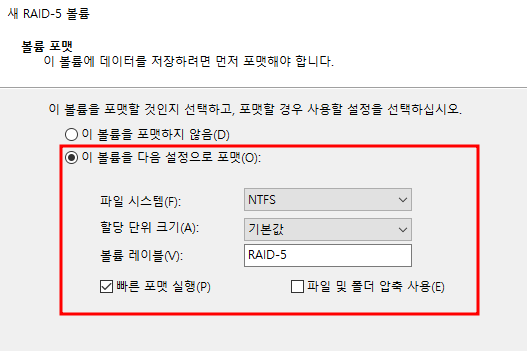 새 RAID-5 볼륨
볼륨 포맷
이 볼륨에 데이터를 저장하려면 먼저 포맷해야 합니다.
이 볼륨을 포맷할 것인지 선택하고, 포맷할 경우 사용할 설정을 선택하십시오.
이 볼륨을 포맷하지 않음(D)
이 볼륨을 다음 설정으로 포맷(O):
파일 시스템(F): NTFS
할당 단위 크기(A): 기본값
볼륨 레이블(V): RAID-5
빠른 포맷 실행(P) 파일 및 폴더 압축 사용(E)